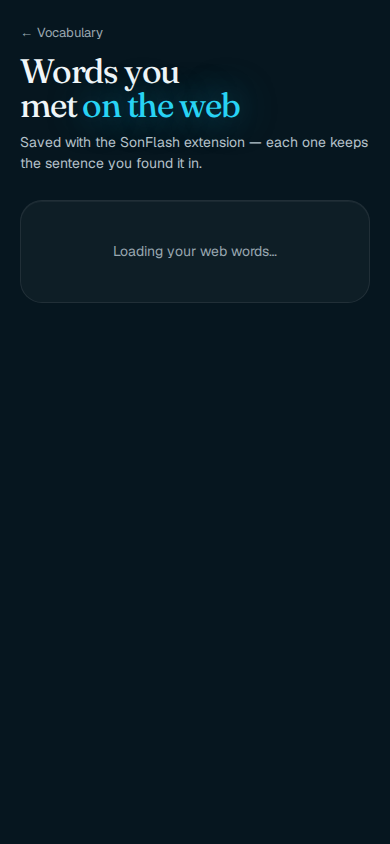 ← Vocabulary
Words you
met on the web
Saved with the SonFlash extension — each one keeps
the sentence you found it in.
Loading your web words…